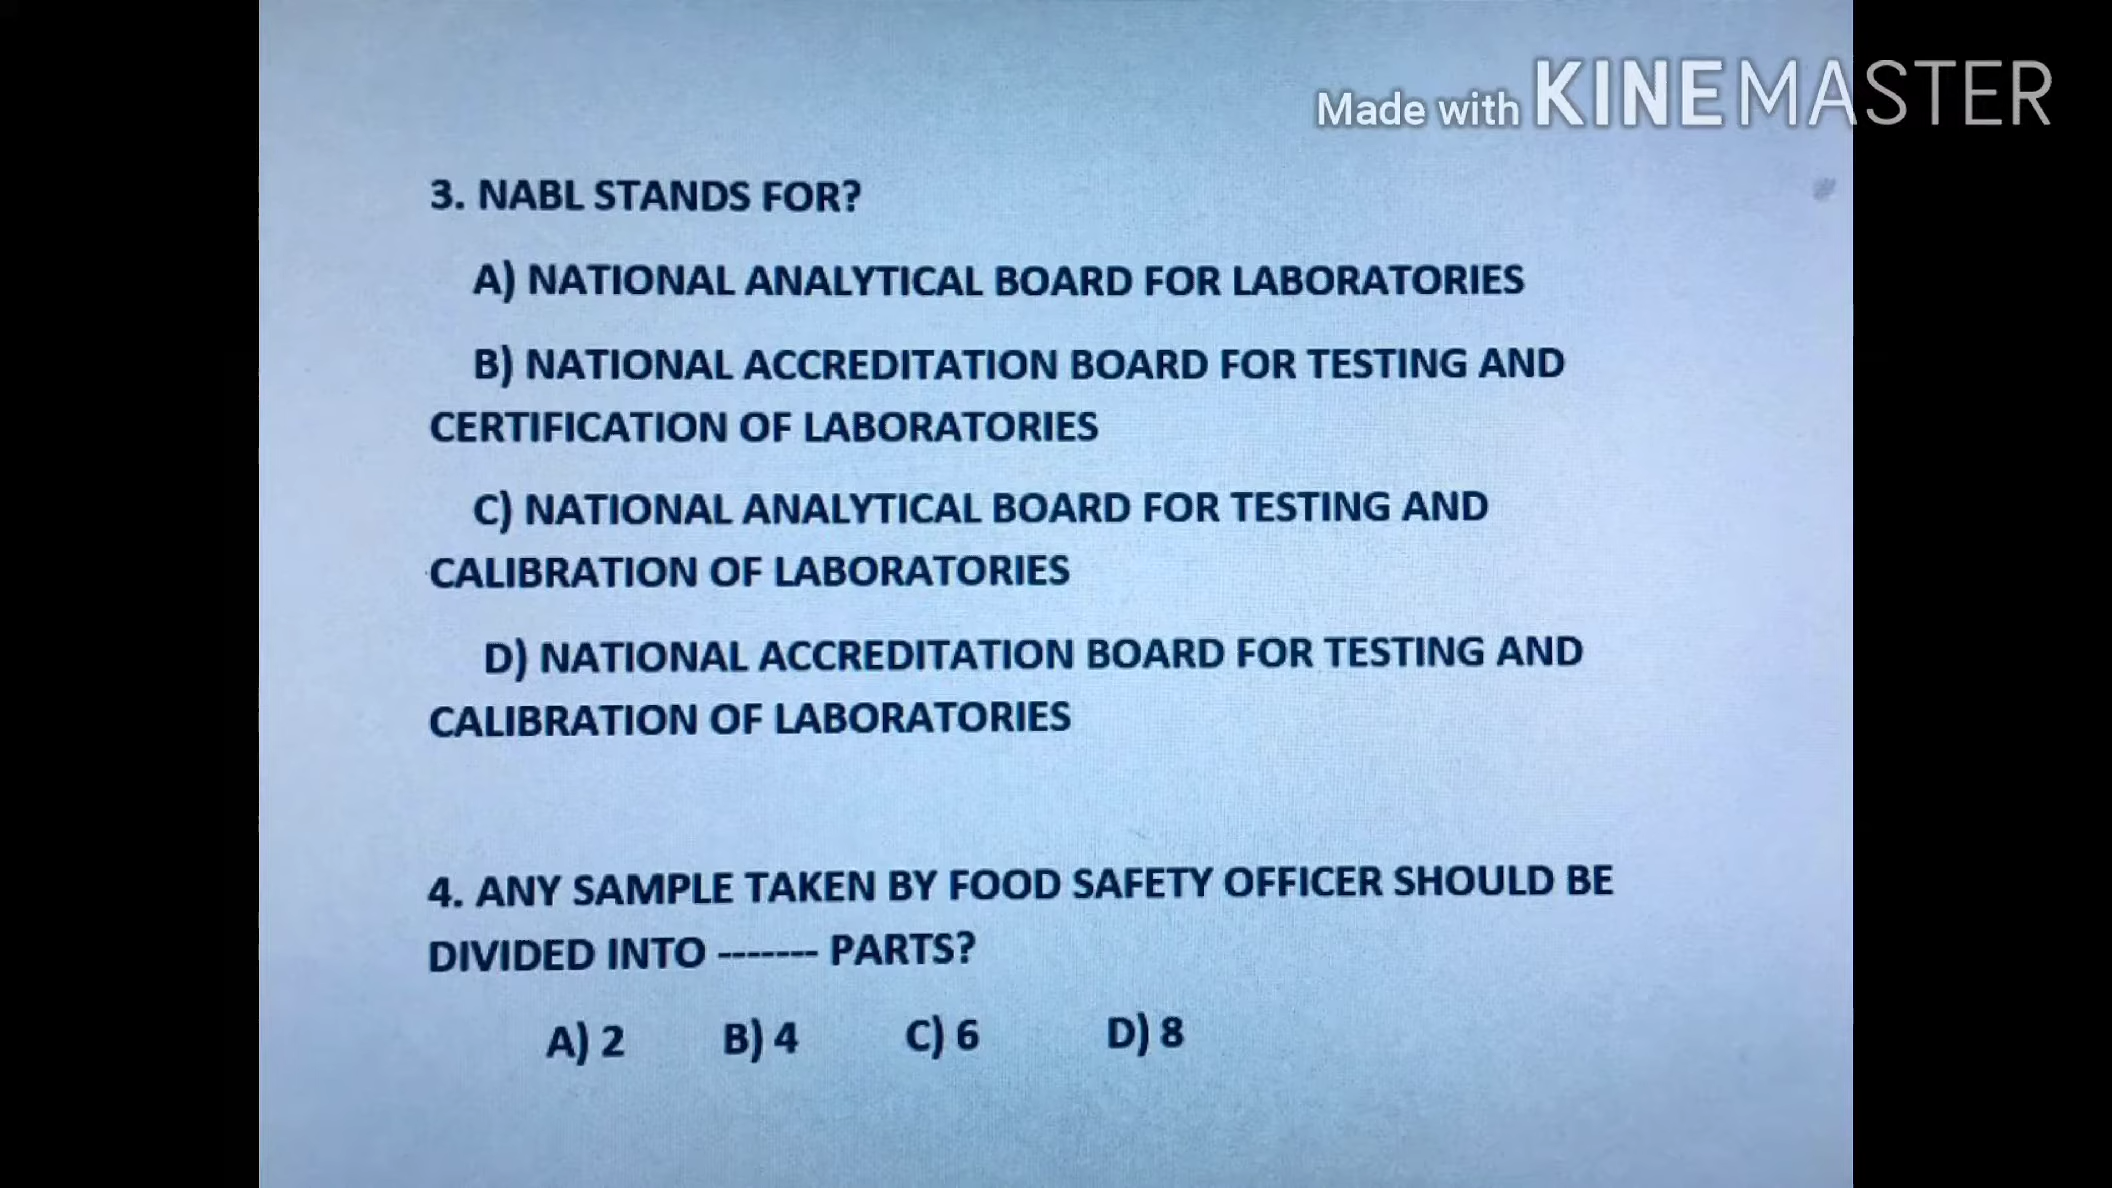 Made with KINEMASTER
3. NABL STANDS FOR?
A) NATIONAL ANALYTICAL BOARD FOR LABORATORIES
B) NATIONAL ACCREDITATION BOARD FOR TESTING AND
CERTIFICATION OF LABORATORIES
C) NATIONAL ANALYTICAL BOARD FOR TESTING AND
CALIBRATION OF LABORATORIES
D) NATIONAL ACCREDITATION BOARD FOR TESTING AND
CALIBRATION OF LABORATORIES
4. ANY SAMPLE TAKEN BY FOOD SAFETY OFFICER SHOULD BE
DIVIDED INTO ------- PARTS?
A) 2 B) 4 C) 6 D) 8